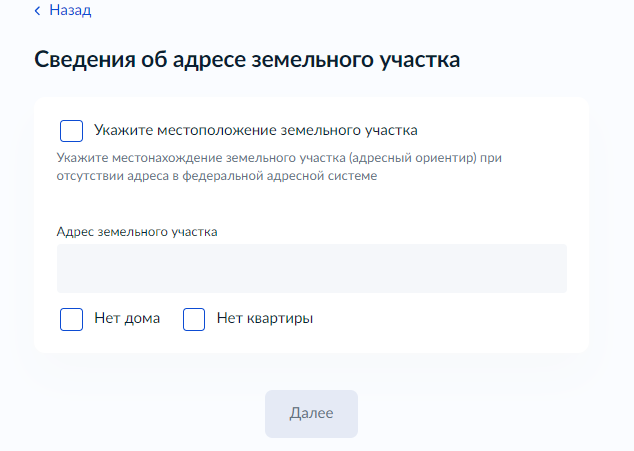 Назад
Сведения об адресе земельного участка
Укажите местоположение земельного участка
Укажите местонахождение земельного участка (адресный ориентир) при
отсутствии адреса в федеральной адресной системе
Адрес земельного участка
Нет дома Нет квартиры
Далее